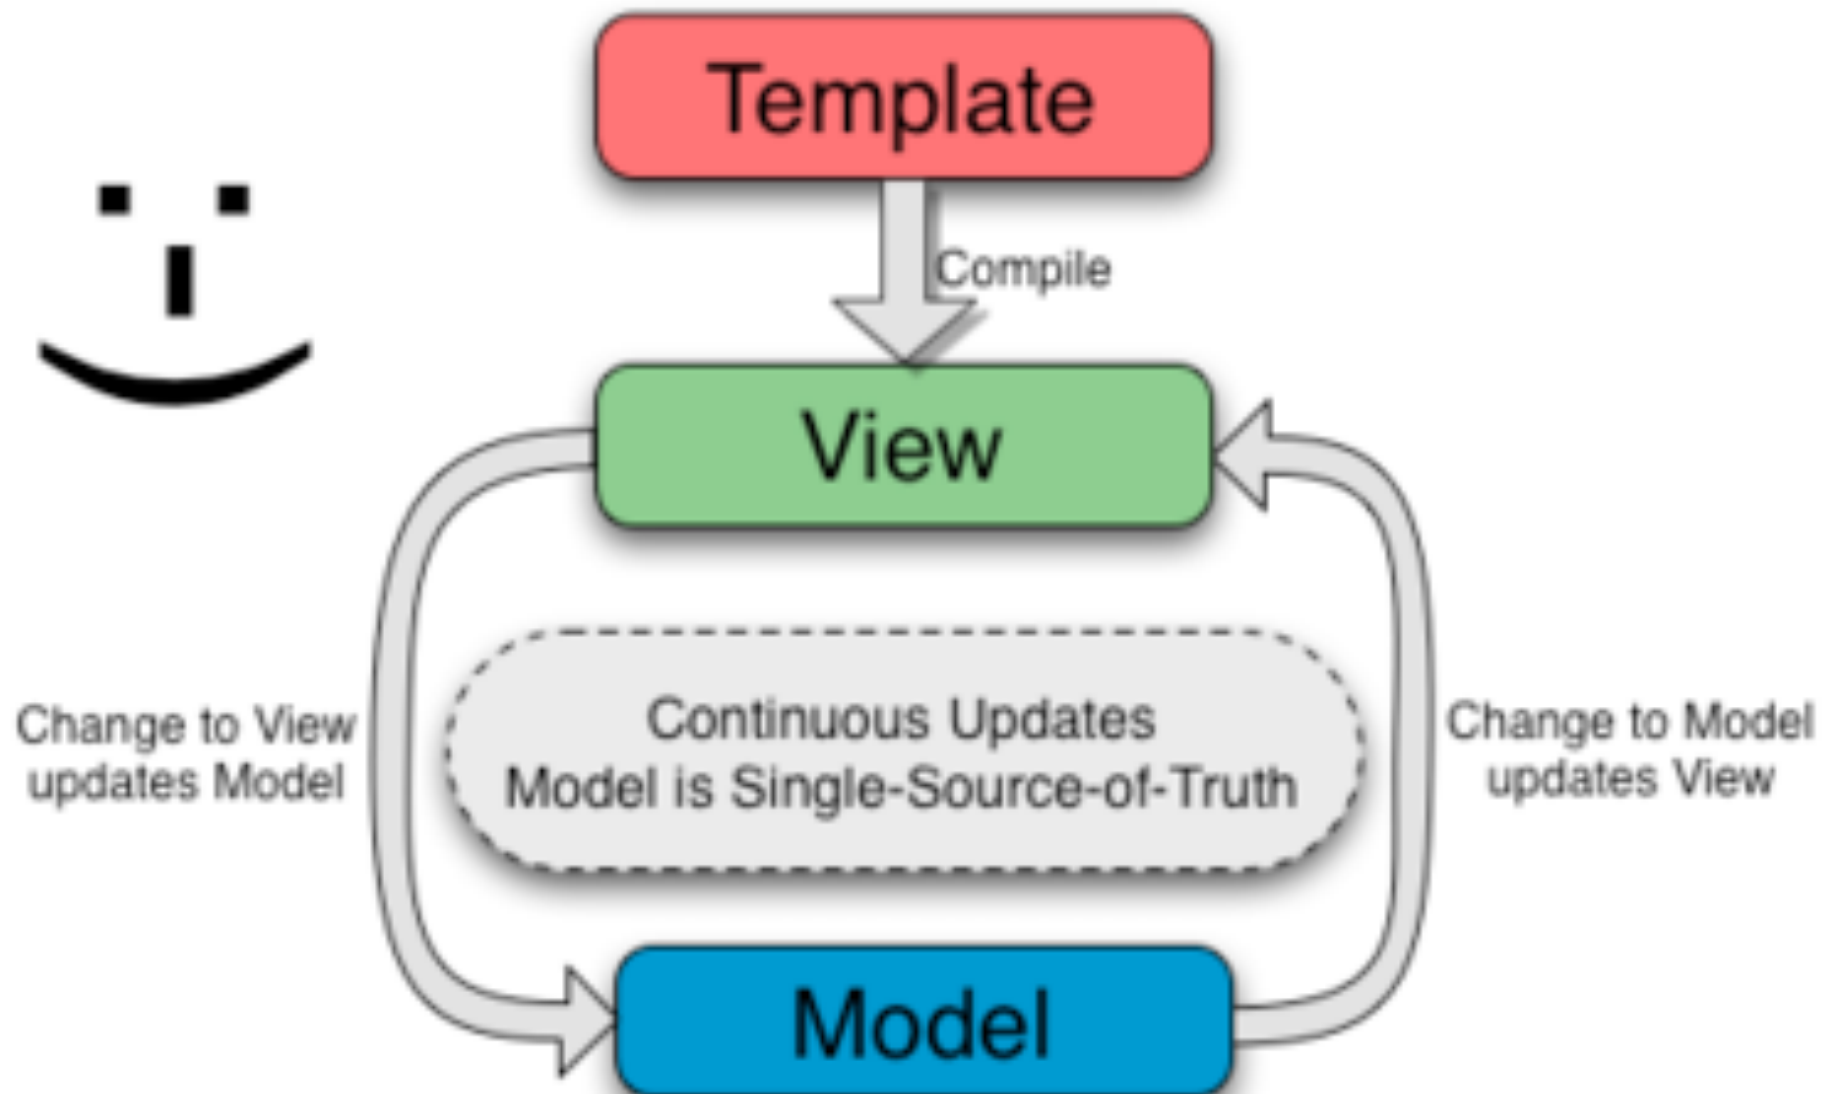 Template
Compile
View
Change to View
updates Model
Continuous Updates
Model is Single-Source-of-Truth
Change to Model
updates View
Model